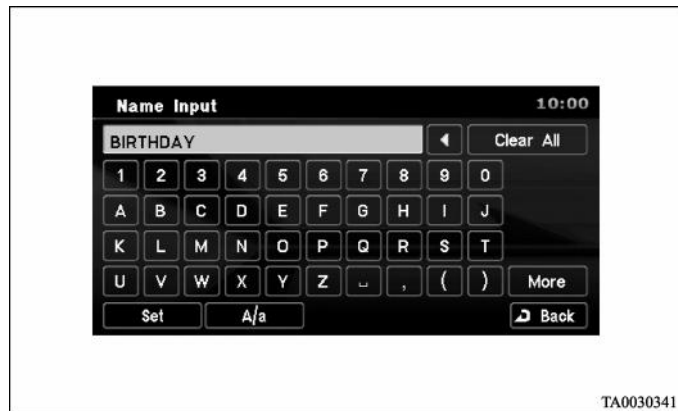 Name Input 10:00
BIRTHDAY ◀ Clear All
1 2 3 4 5 6 7 8 9 0
A B C D E F G H I J
K L M N O P Q R S T
U V W X Y Z ␣ , ( ) More
Set A/a Back
TA0030341